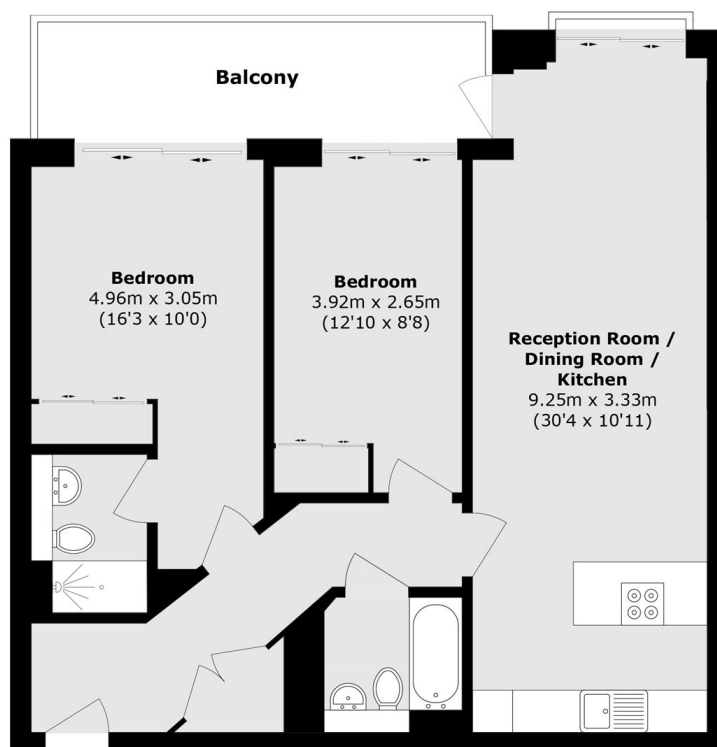 Balcony
Bedroom
4.96m x 3.05m
(16'3 x 10'0)
Bedroom
3.92m x 2.65m
(12'10 x 8'8)
Reception Room /
Dining Room /
Kitchen
9.25m x 3.33m
(30'4 x 10'11)